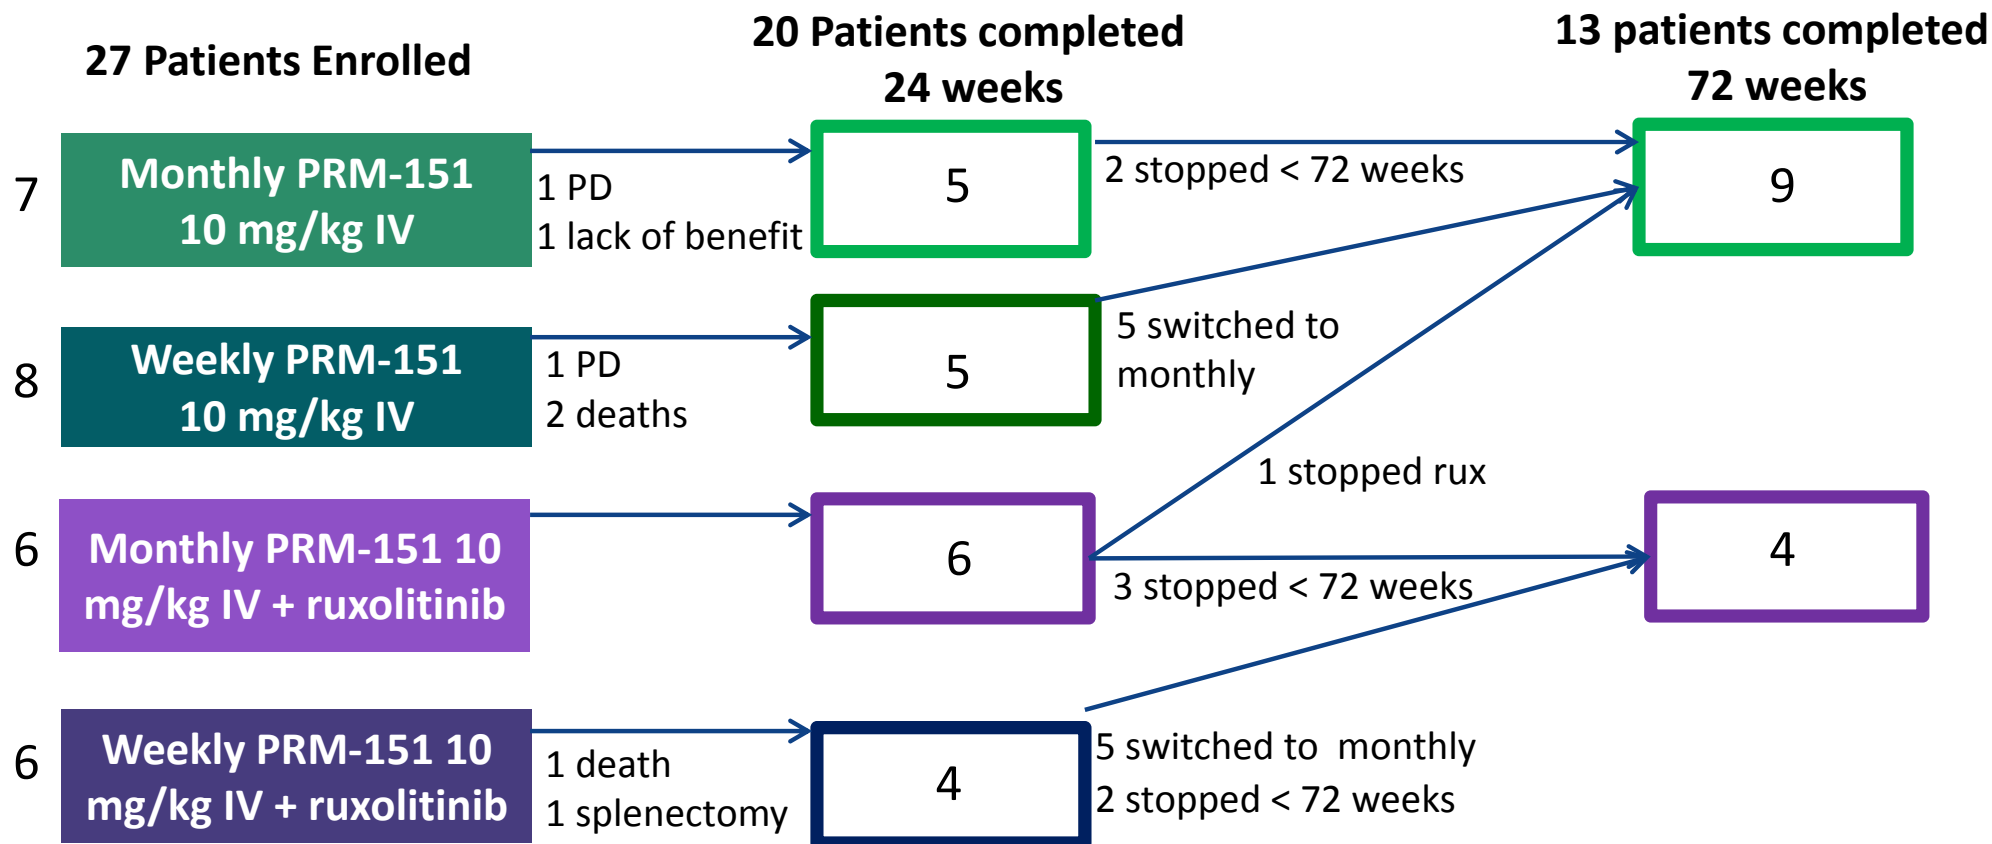 27 Patients Enrolled
20 Patients completed
24 weeks
13 patients completed
72 weeks
7
Monthly PRM-151
10 mg/kg IV
1 PD
1 lack of benefit
5
2 stopped < 72 weeks
9
8
Weekly PRM-151
10 mg/kg IV
1 PD
2 deaths
5
5 switched to
monthly
1 stopped rux
6
Monthly PRM-151 10
mg/kg IV + ruxolitinib
6
3 stopped < 72 weeks
4
6
Weekly PRM-151 10
mg/kg IV + ruxolitinib
1 death
1 splenectomy
4
5 switched to  monthly
2 stopped < 72 weeks